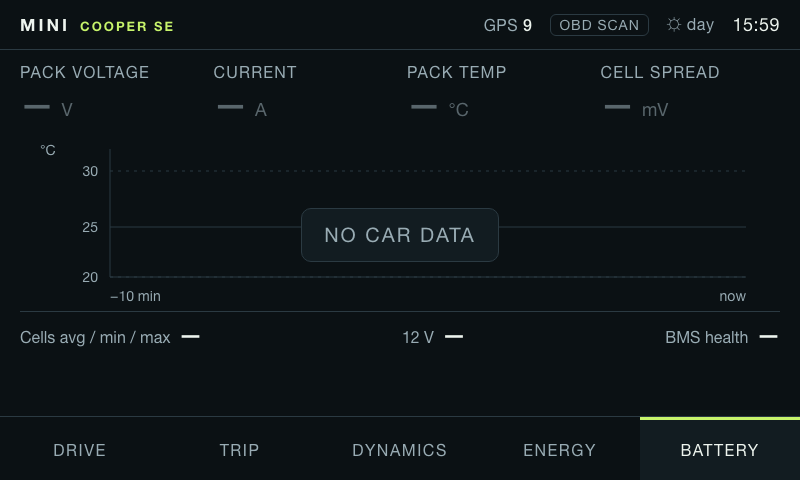 MINI COOPER SE GPS 9 OBD SCAN day 15:59
PACK VOLTAGE CURRENT PACK TEMP CELL SPREAD
— V — A — °C — mV
°C
30
25
NO CAR DATA
20
−10 min now
Cells avg / min / max — 12 V — BMS health —
DRIVE TRIP DYNAMICS ENERGY BATTERY